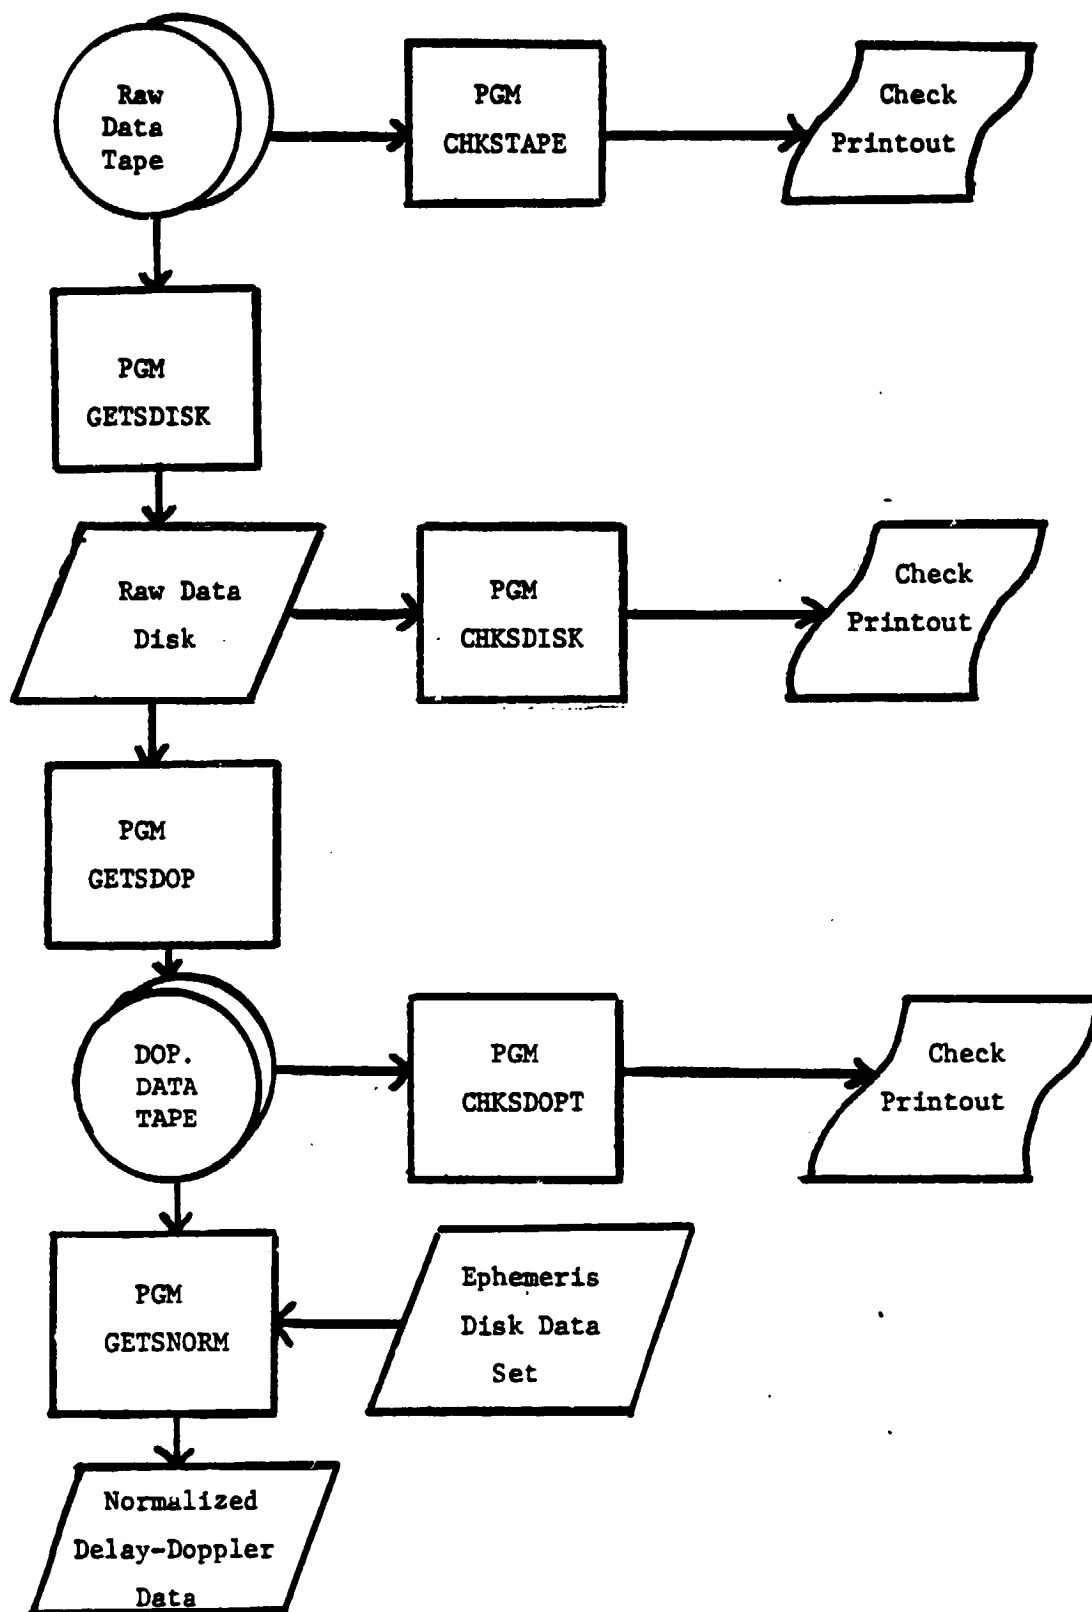 Raw
Data
Tape
PGM
CHKSTAPE
Check
Printout
PGM
GETSDISK
Raw Data
Disk
PGM
CHKSDISK
Check
Printout
PGM
GETSDOP
DOP.
DATA
TAPE
PGM
CHKSDOPT
Check
Printout
PGM
GETSNORM
Ephemeris
Disk Data
Set
Normalized
Delay-Doppler
Data